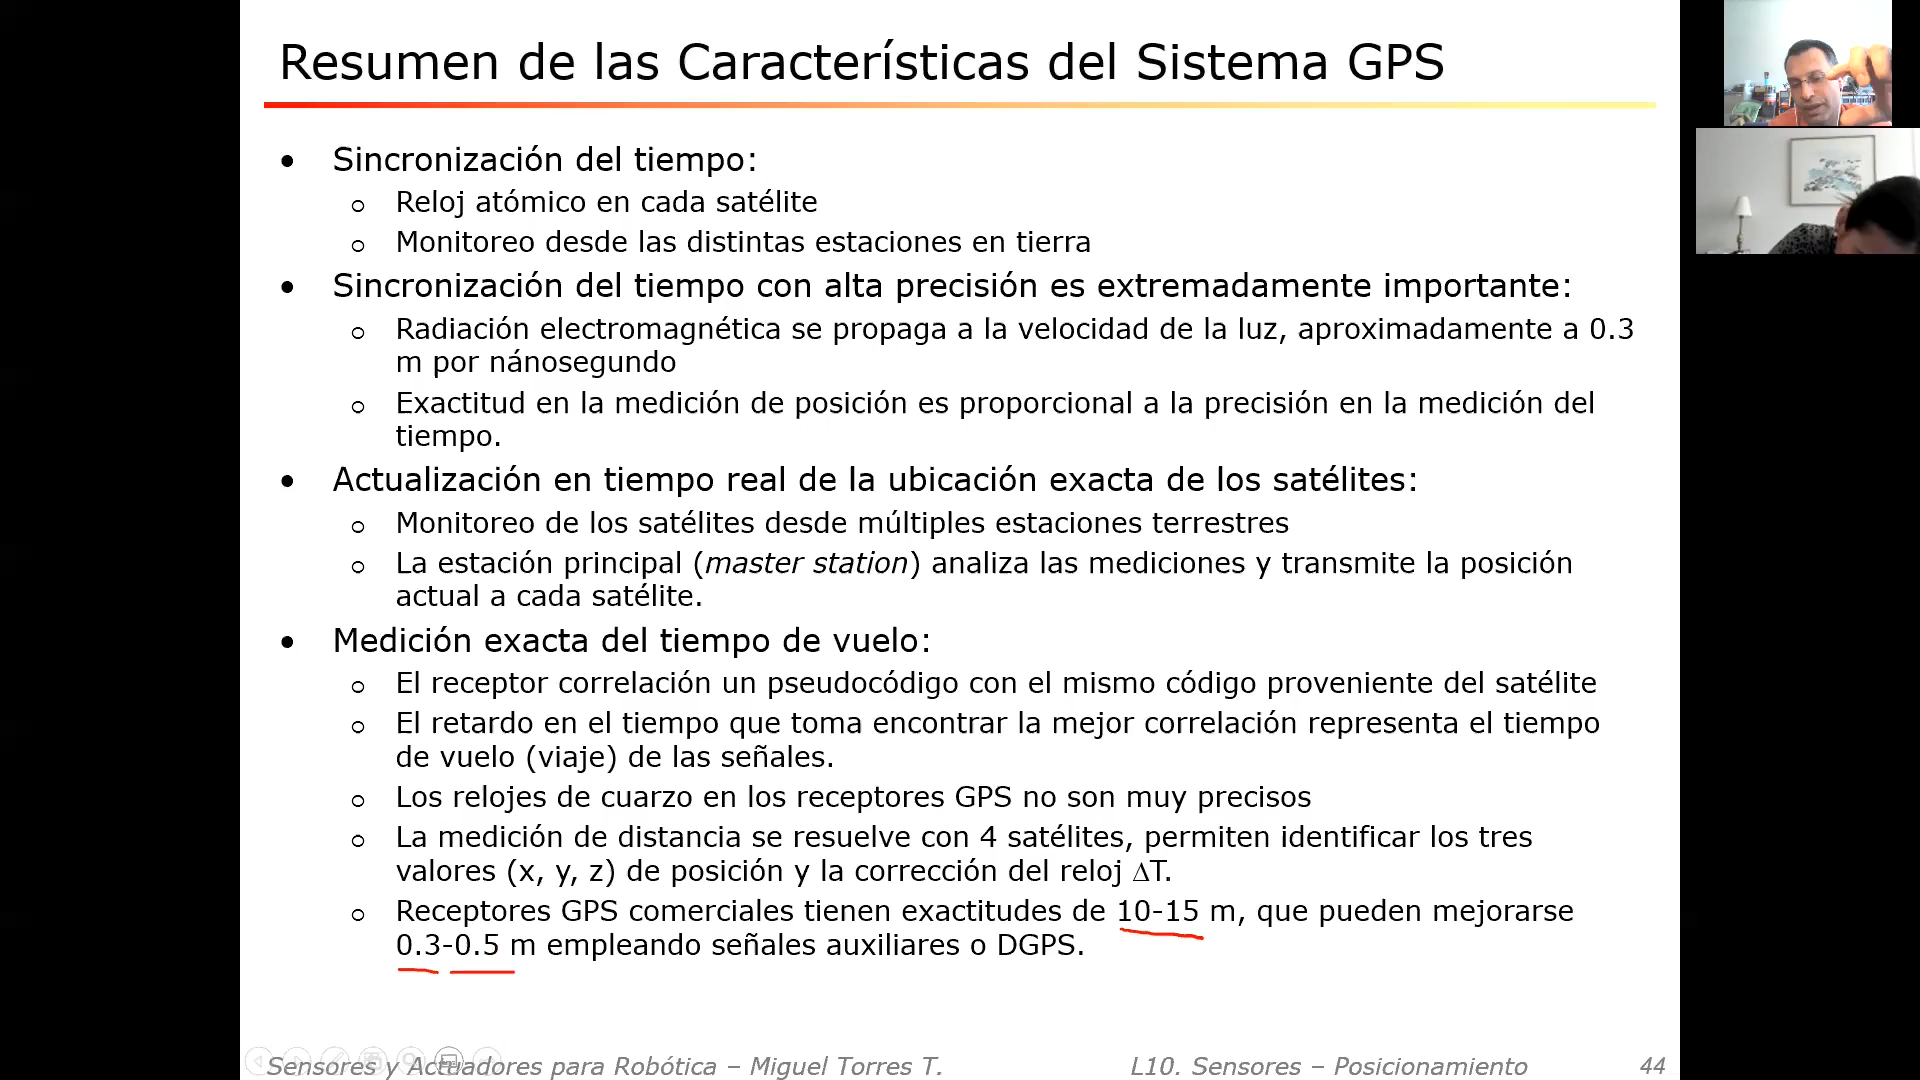 Resumen de las Características del Sistema GPS
• Sincronización del tiempo:
o Reloj atómico en cada satélite
o Monitoreo desde las distintas estaciones en tierra
• Sincronización del tiempo con alta precisión es extremadamente importante:
o Radiación electromagnética se propaga a la velocidad de la luz, aproximadamente a 0.3
m por nánosegundo
o Exactitud en la medición de posición es proporcional a la precisión en la medición del
tiempo.
• Actualización en tiempo real de la ubicación exacta de los satélites:
o Monitoreo de los satélites desde múltiples estaciones terrestres
o La estación principal (master station) analiza las mediciones y transmite la posición
actual a cada satélite.
• Medición exacta del tiempo de vuelo:
o El receptor correlación un pseudocódigo con el mismo código proveniente del satélite
o El retardo en el tiempo que toma encontrar la mejor correlación representa el tiempo
de vuelo (viaje) de las señales.
o Los relojes de cuarzo en los receptores GPS no son muy precisos
o La medición de distancia se resuelve con 4 satélites, permiten identificar los tres
valores (x, y, z) de posición y la corrección del reloj ΔT.
o Receptores GPS comerciales tienen exactitudes de 10-15 m, que pueden mejorarse
0.3-0.5 m empleando señales auxiliares o DGPS.
Sensores y Actuadores para Robótica – Miguel Torres T.
L10. Sensores – Posicionamiento
44